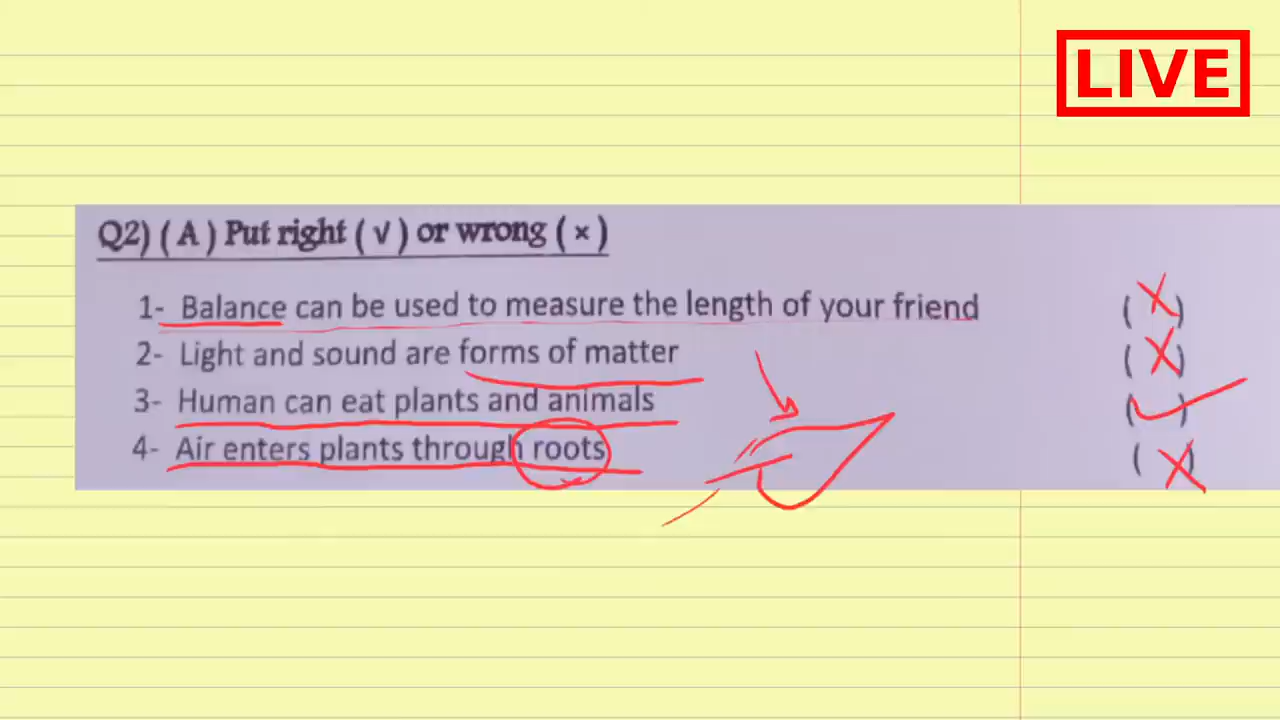 LIVE
Q2) ( A ) Put right ( √ ) or wrong ( × )
1- Balance can be used to measure the length of your friend ( X )
2- Light and sound are forms of matter ( X )
3- Human can eat plants and animals ( ✓ )
4- Air enters plants through roots ( X )